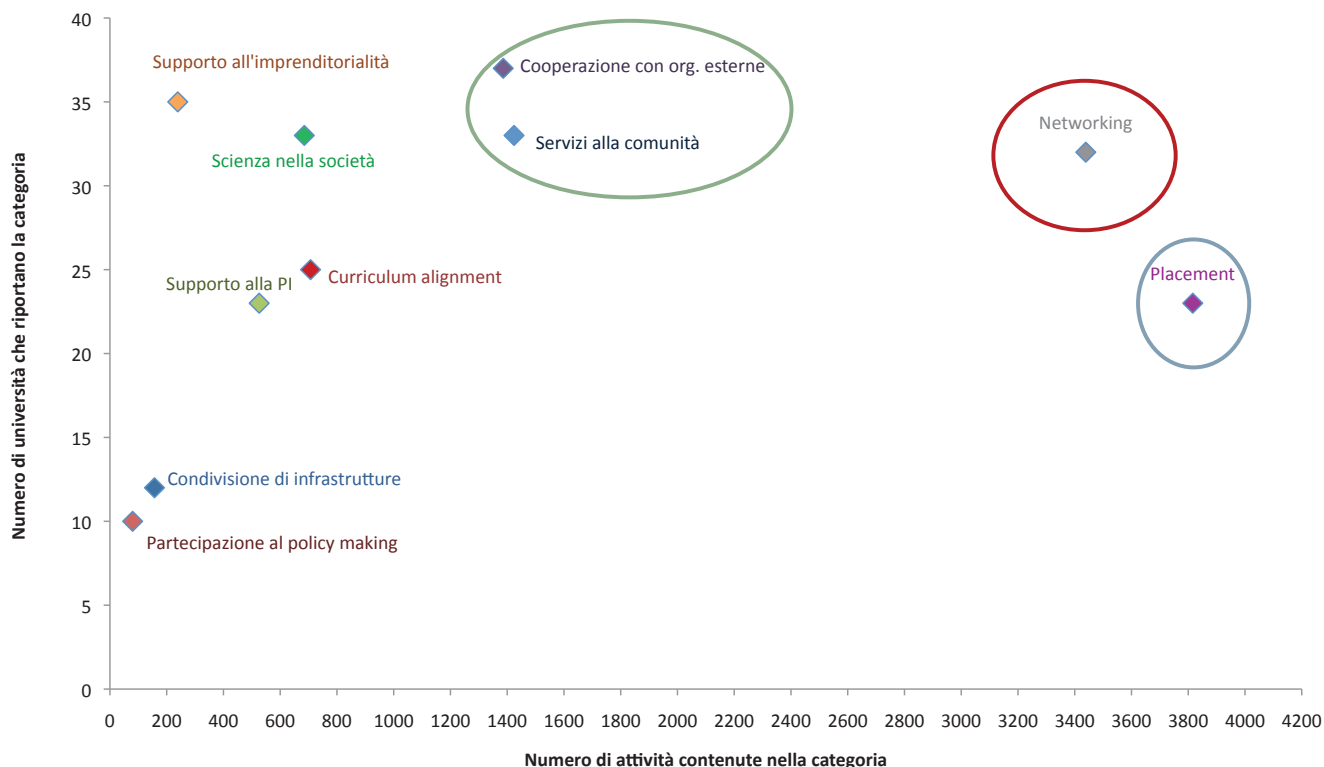 40
35
30
25
20
15
10
5
0
Numero di università che riportano la categoria
Supporto all'imprenditorialità
Cooperazione con org. esterne
Scienza nella società
Servizi alla comunità
Networking
Supporto alla PI
Curriculum alignment
Placement
Condivisione di infrastrutture
Partecipazione al policy making
0 200 400 600 800 1000 1200 1400 1600 1800 2000 2200 2400 2600 2800 3000 3200 3400 3600 3800 4000 4200
Numero di attività contenute nella categoria